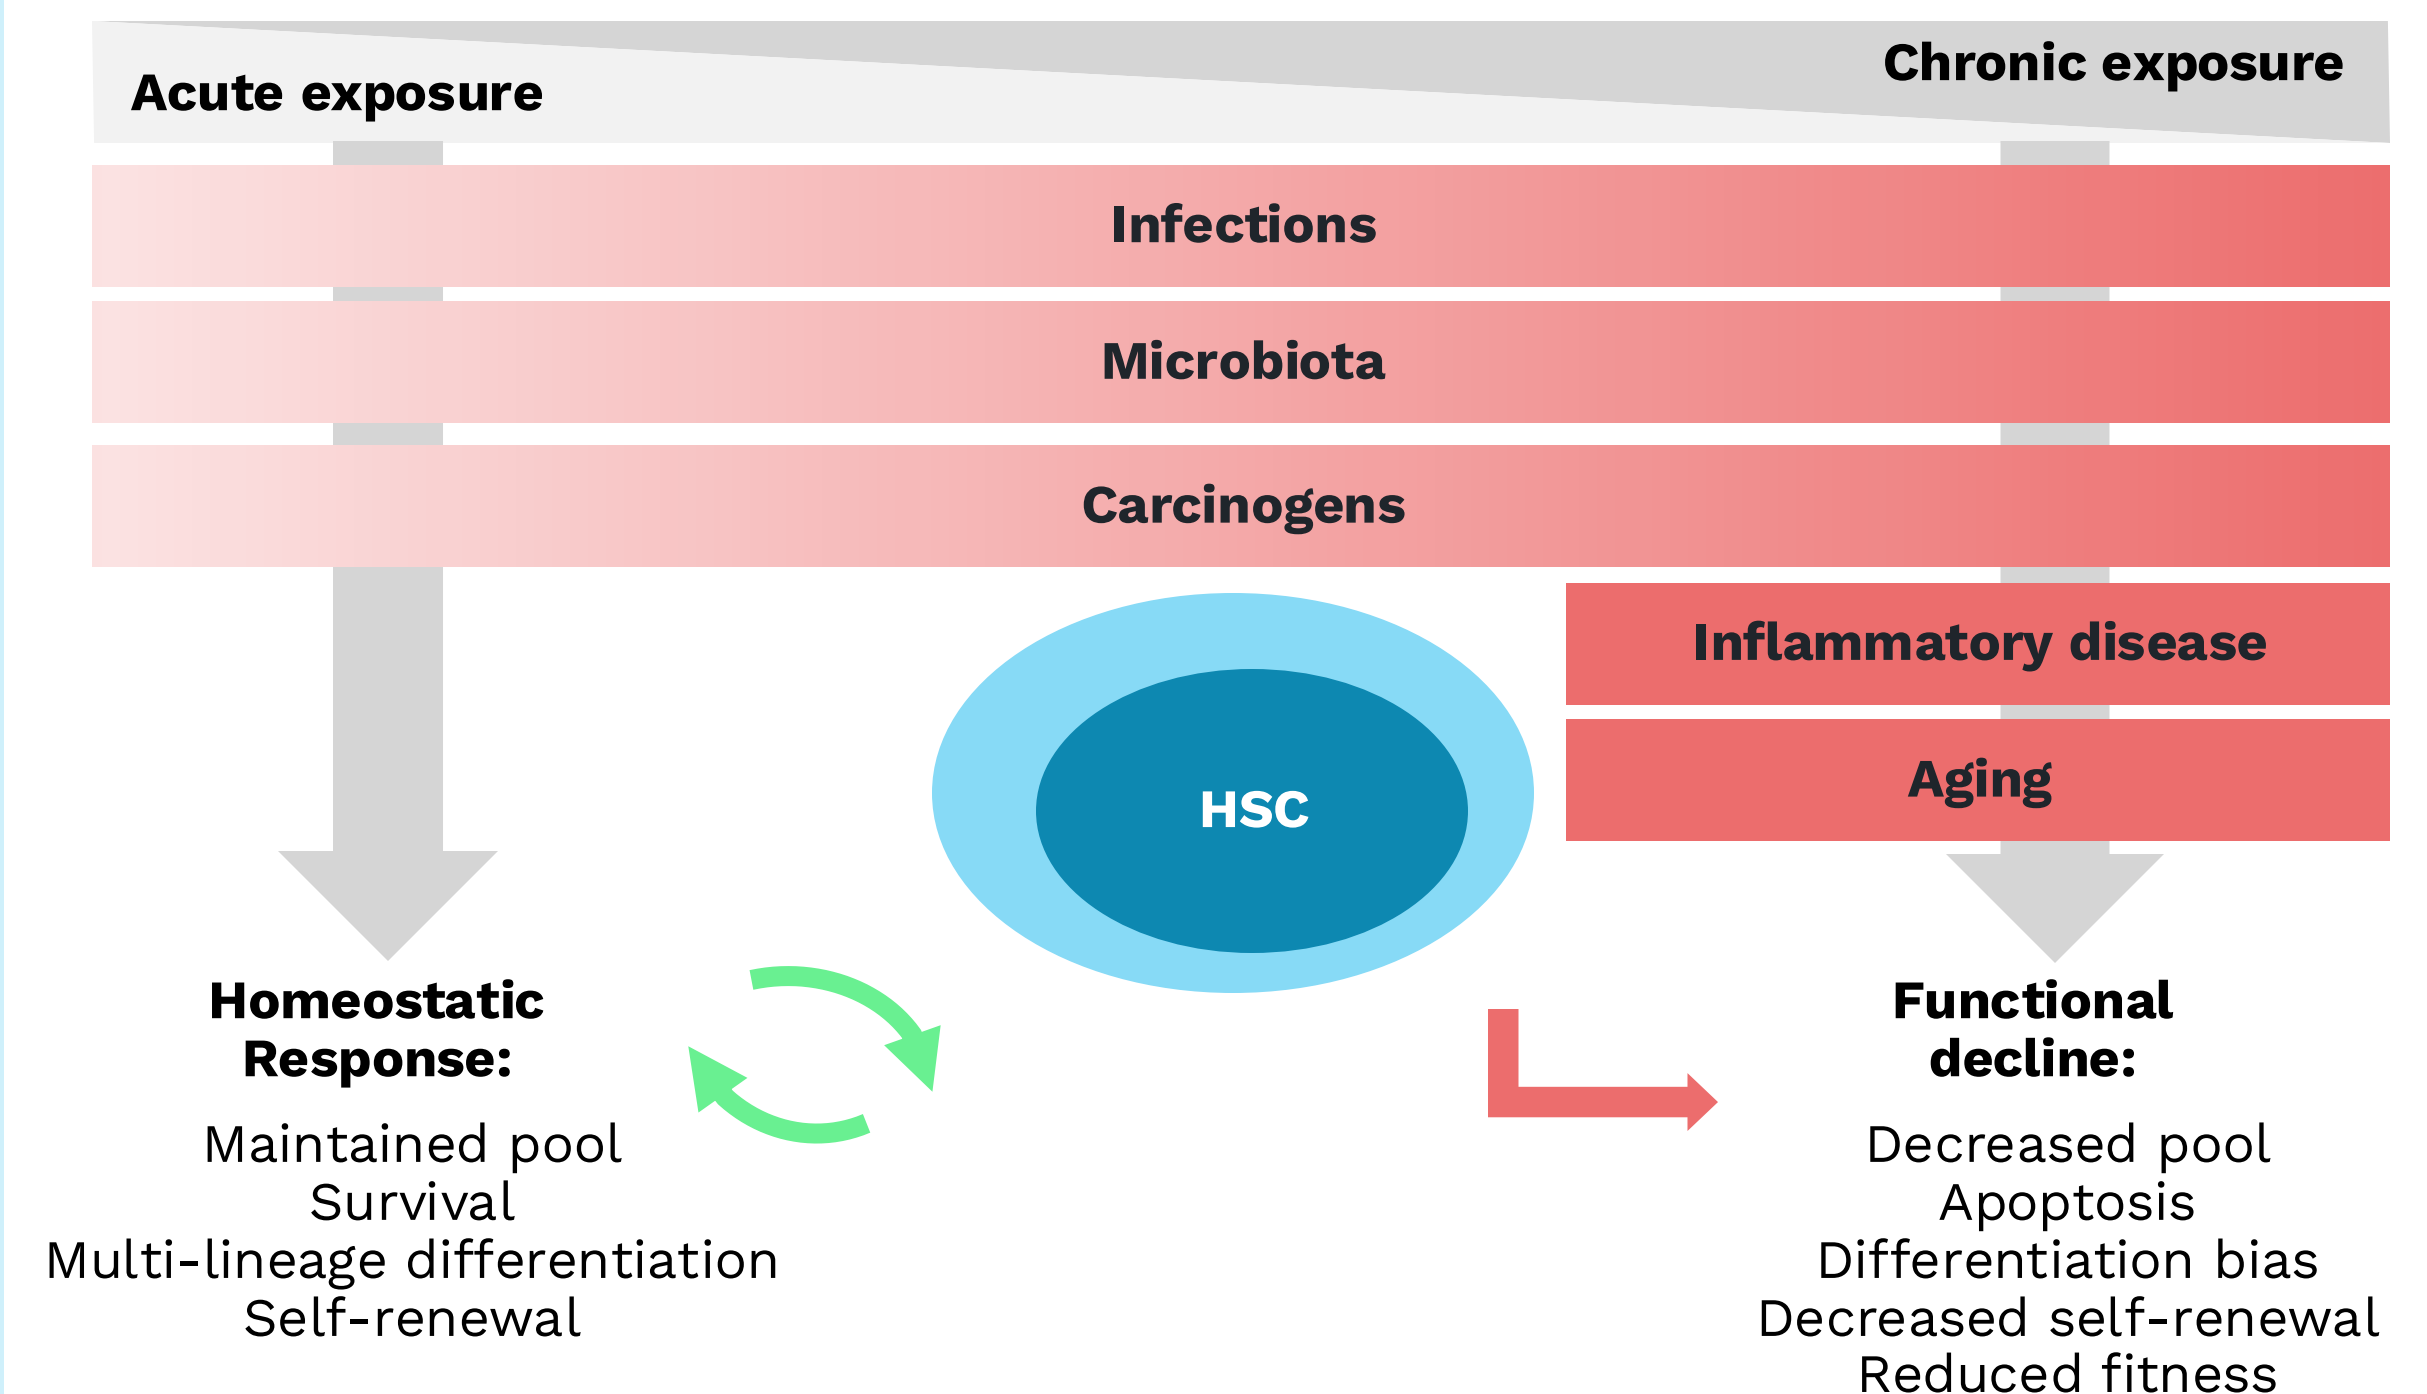 Acute exposure
Chronic exposure
Infections
Microbiota
Carcinogens
Inflammatory disease
Aging
HSC
Homeostatic
Response:
Maintained pool
Survival
Multi-lineage differentiation
Self-renewal
Functional
decline:
Decreased pool
Apoptosis
Differentiation bias
Decreased self-renewal
Reduced fitness